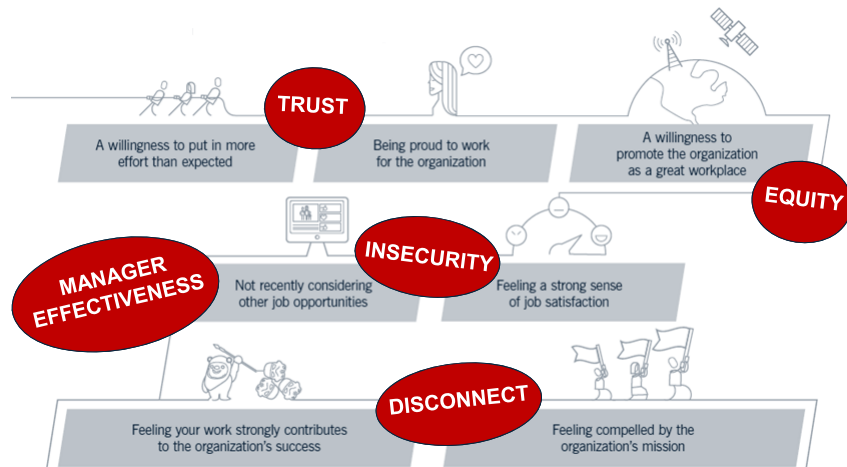 TRUST
A willingness to put in more
effort than expected
Being proud to work
for the organization
A willingness to
promote the organization
as a great workplace
EQUITY
MANAGER
EFFECTIVENESS
INSECURITY
Not recently considering
other job opportunities
Feeling a strong sense
of job satisfaction
DISCONNECT
Feeling your work strongly contributes
to the organization's success
Feeling compelled by the
organization's mission